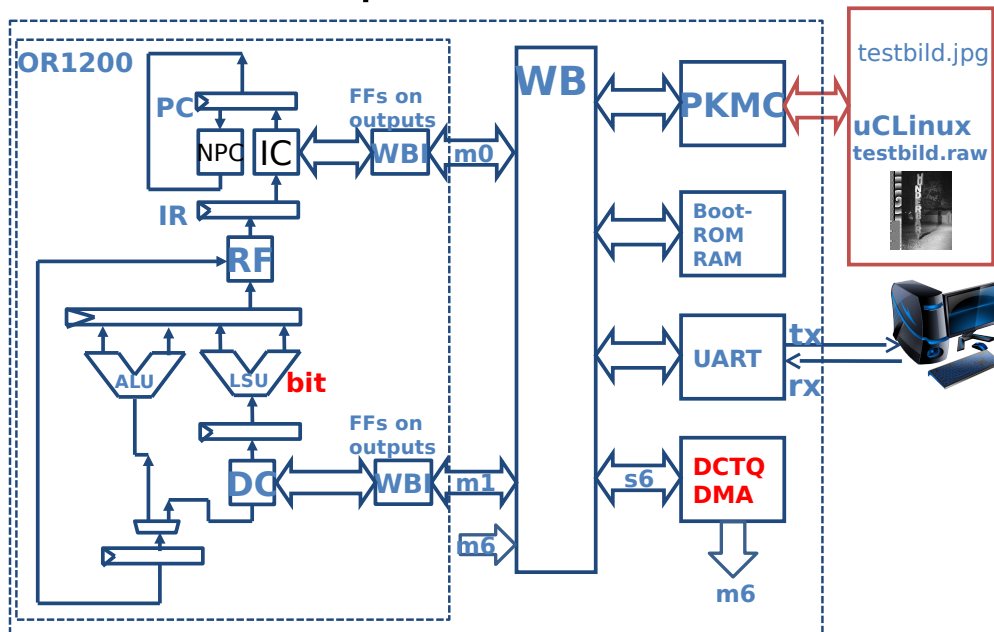 OR1200
PC
NPC
IC
FFs on
outputs
WBI
m0
WB
PKMC
testbild.jpg
uCLinux
testbild.raw
IR
RF
Boot-
ROM
RAM
ALU
LSU
bit
UART
tx
rx
FFs on
outputs
DC
WBI
m1
s6
DCTQ
DMA
m6
m6